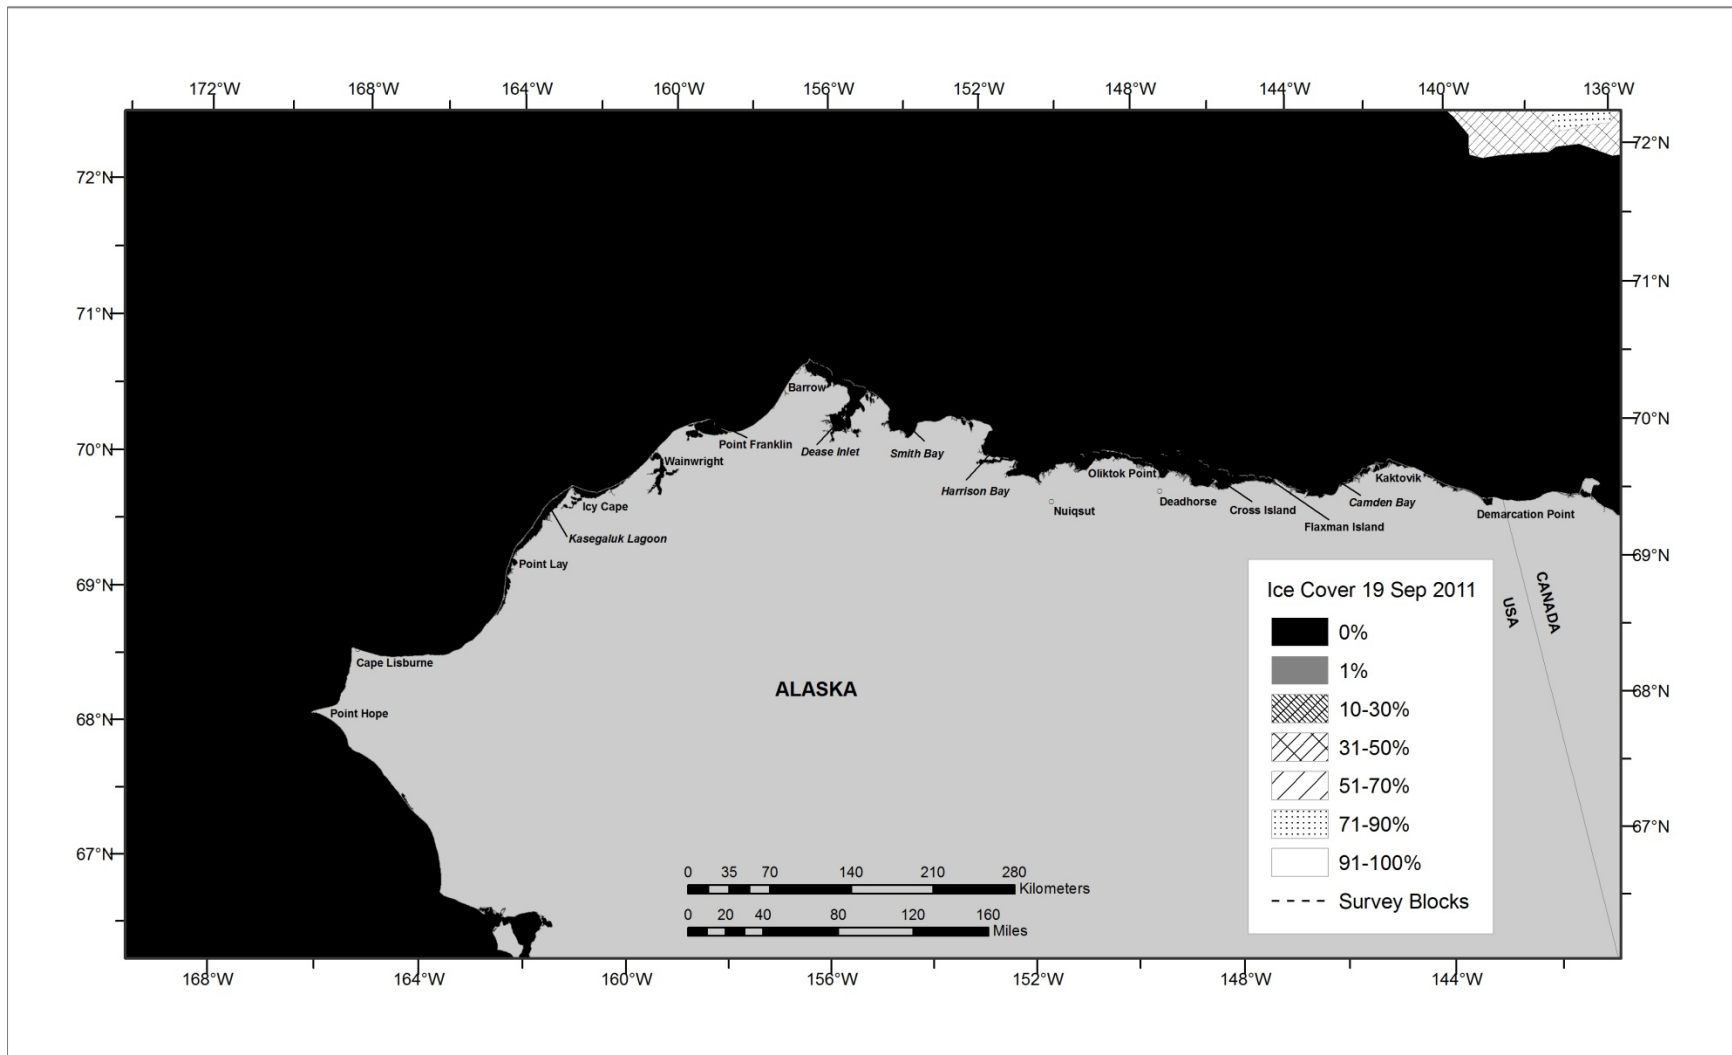 172°W 168°W 164°W 160°W 156°W 152°W 148°W 144°W 140°W 136°W
72°N 72°N
71°N 71°N
70°N 70°N
69°N 69°N
68°N 68°N
67°N 67°N
168°W 164°W 160°W 156°W 152°W 148°W 144°W
Barrow
Point Franklin
Dease Inlet
Smith Bay
Wainwright
Harrison Bay
Oliktok Point
Kaktovik
Icy Cape
Nuiqsut
Deadhorse
Cross Island
Camden Bay
Demarcation Point
Flaxman Island
Kasegaluk Lagoon
Point Lay
Cape Lisburne
Point Hope
ALASKA
USA
CANADA
Ice Cover 19 Sep 2011
0%
1%
10-30%
31-50%
51-70%
71-90%
91-100%
Survey Blocks
0 35 70 140 210 280
Kilometers
0 20 40 80 120 160
Miles